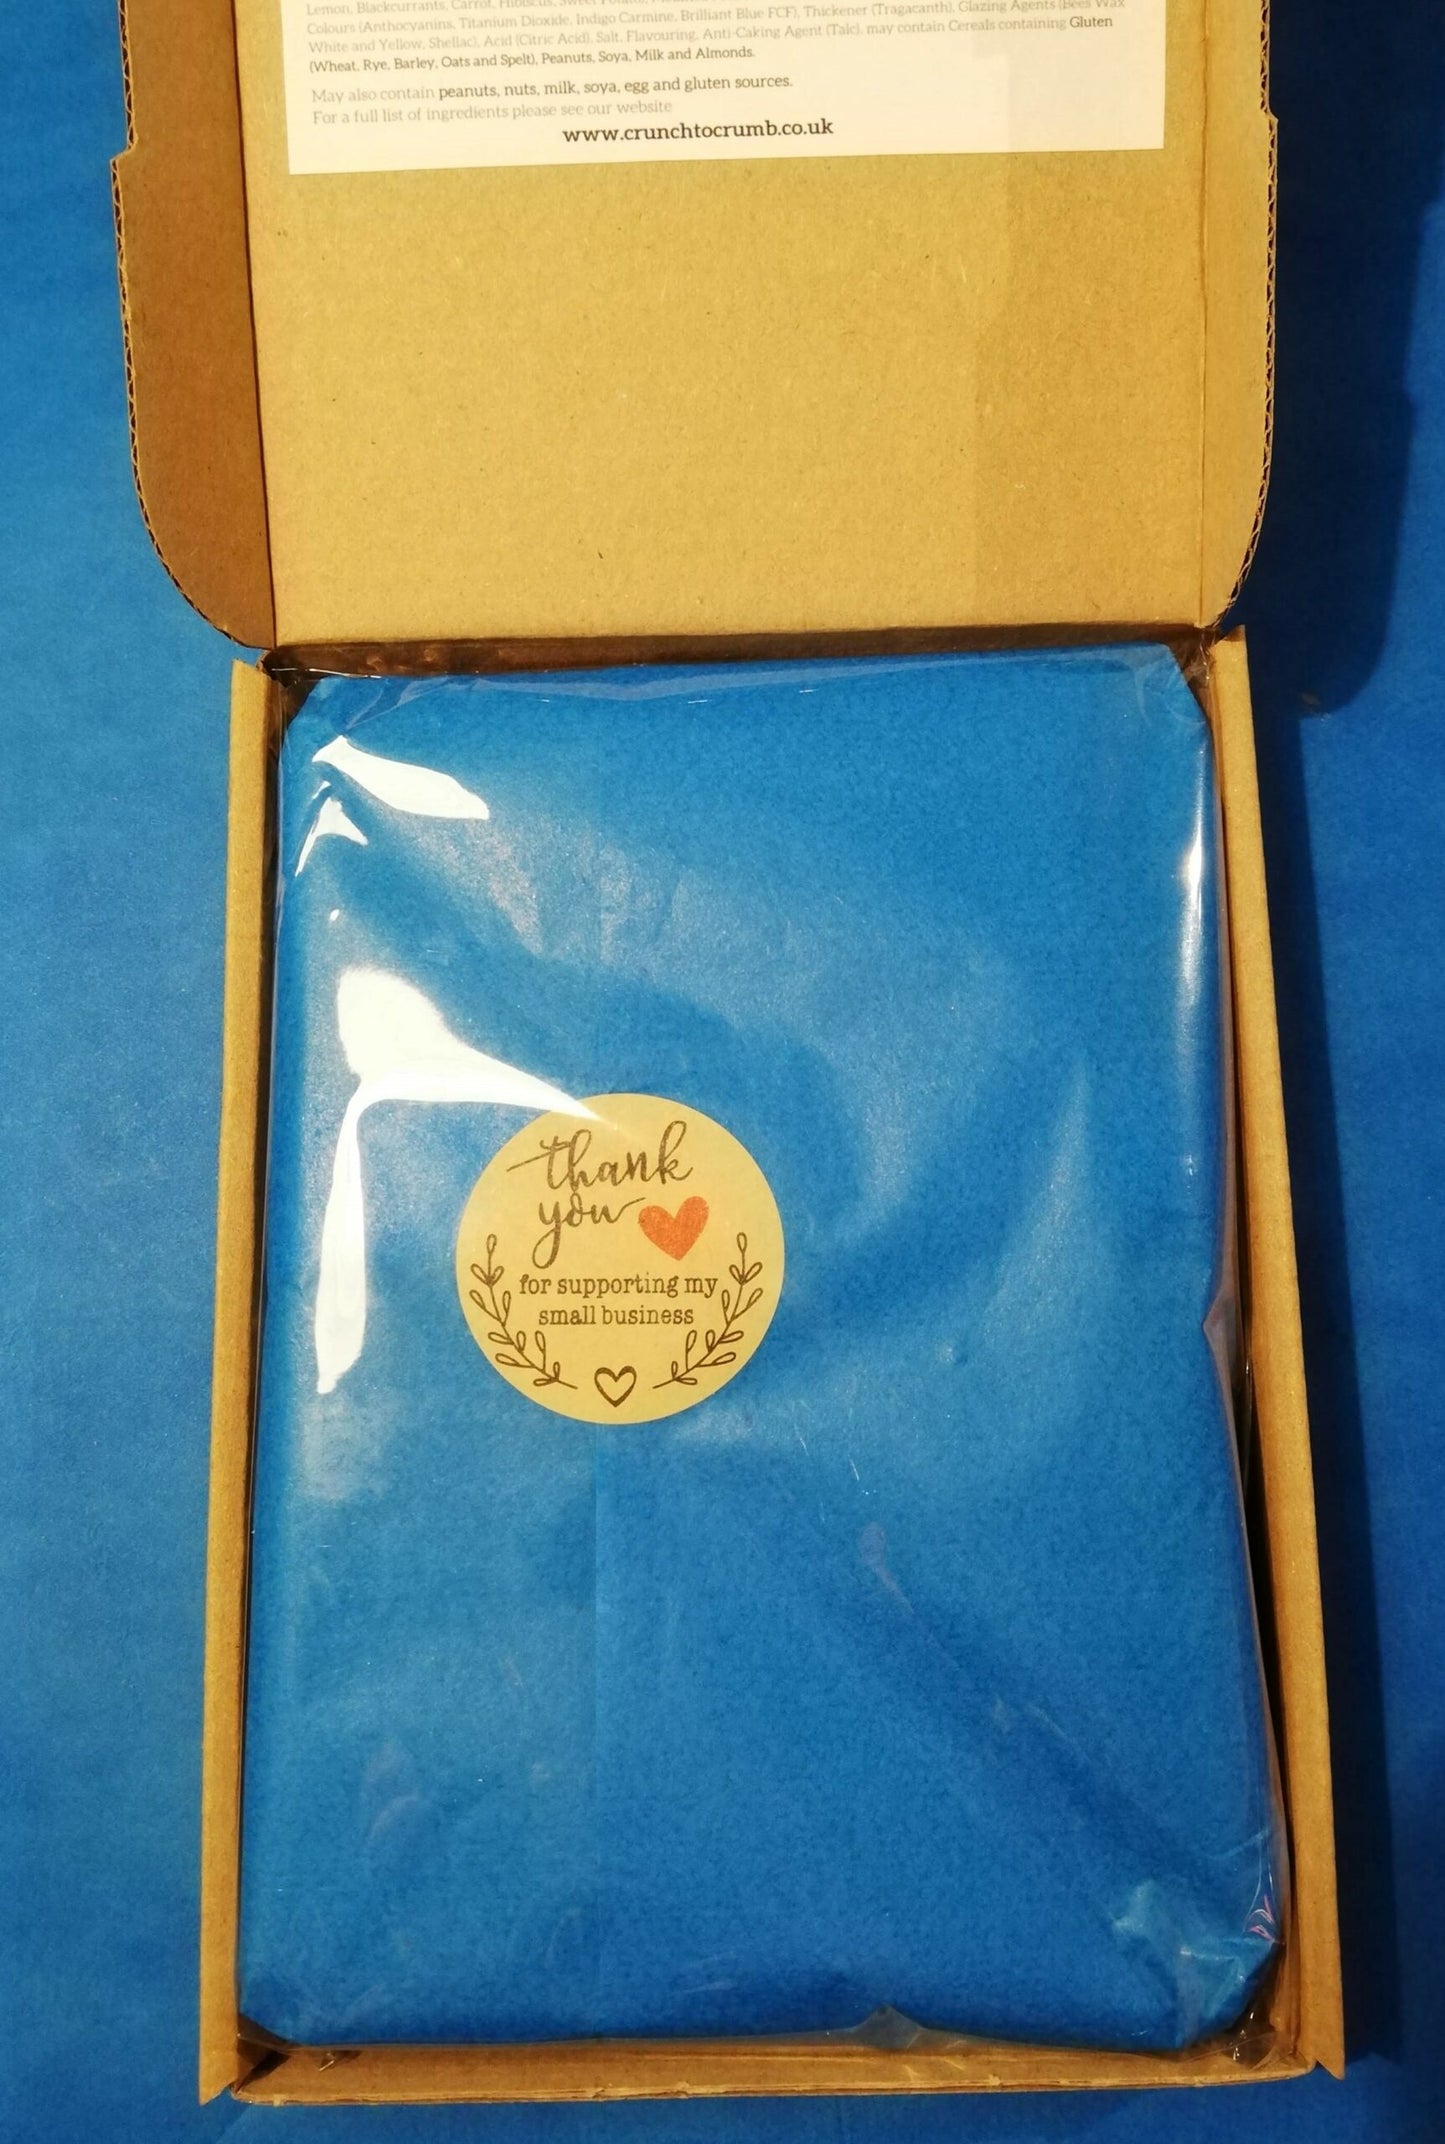 Lemon, Blackcurrants, Carrot, Hibiscus, Sweet Potato,
Colours (Anthocyanins, Titanium Dioxide, Indigo Carmine, Brilliant Blue FCF), Thickener (Tragacanth), Glazing Agents (Bees Wax
White and Yellow, Shellac), Acid (Citric Acid), Salt, Flavouring, Anti-Caking Agent (Talc), may contain Cereals containing Gluten
(Wheat, Rye, Barley, Oats and Spelt), Peanuts, Soya, Milk and Almonds.
May also contain peanuts, nuts, milk, soya, egg and gluten sources.
For a full list of ingredients please see our website
www.crunchtocrumb.co.uk
thank
you
for supporting my
small business